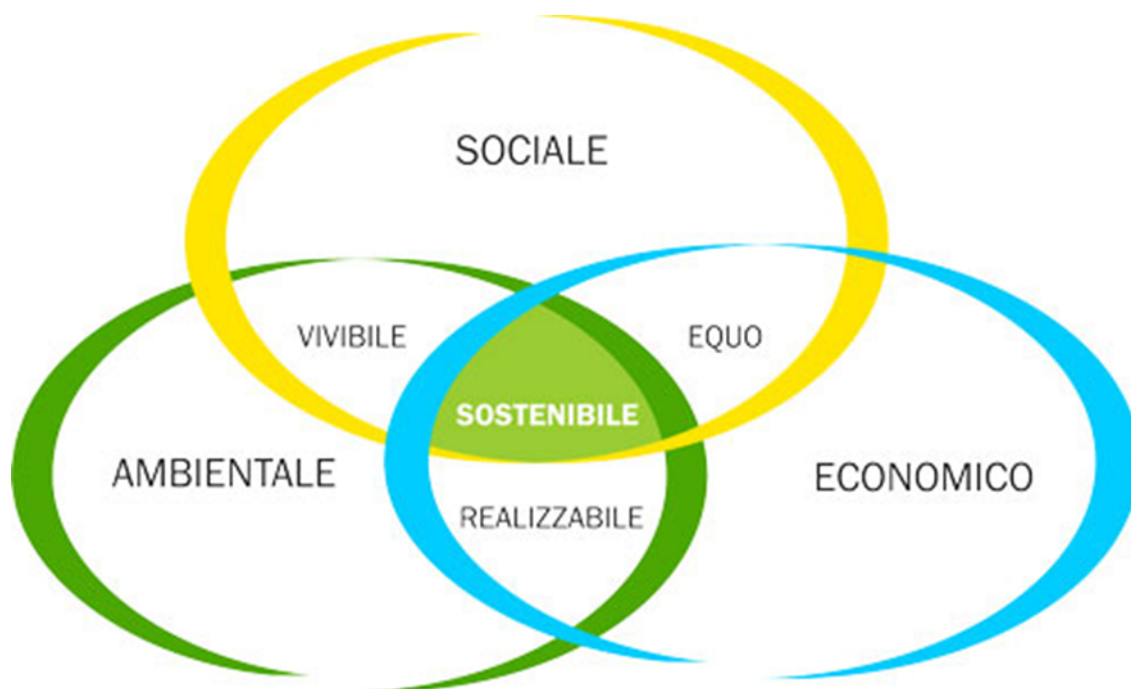 SOCIALE
VIVIBILE
EQUO
SOSTENIBILE
AMBIENTALE
ECONOMICO
REALIZZABILE